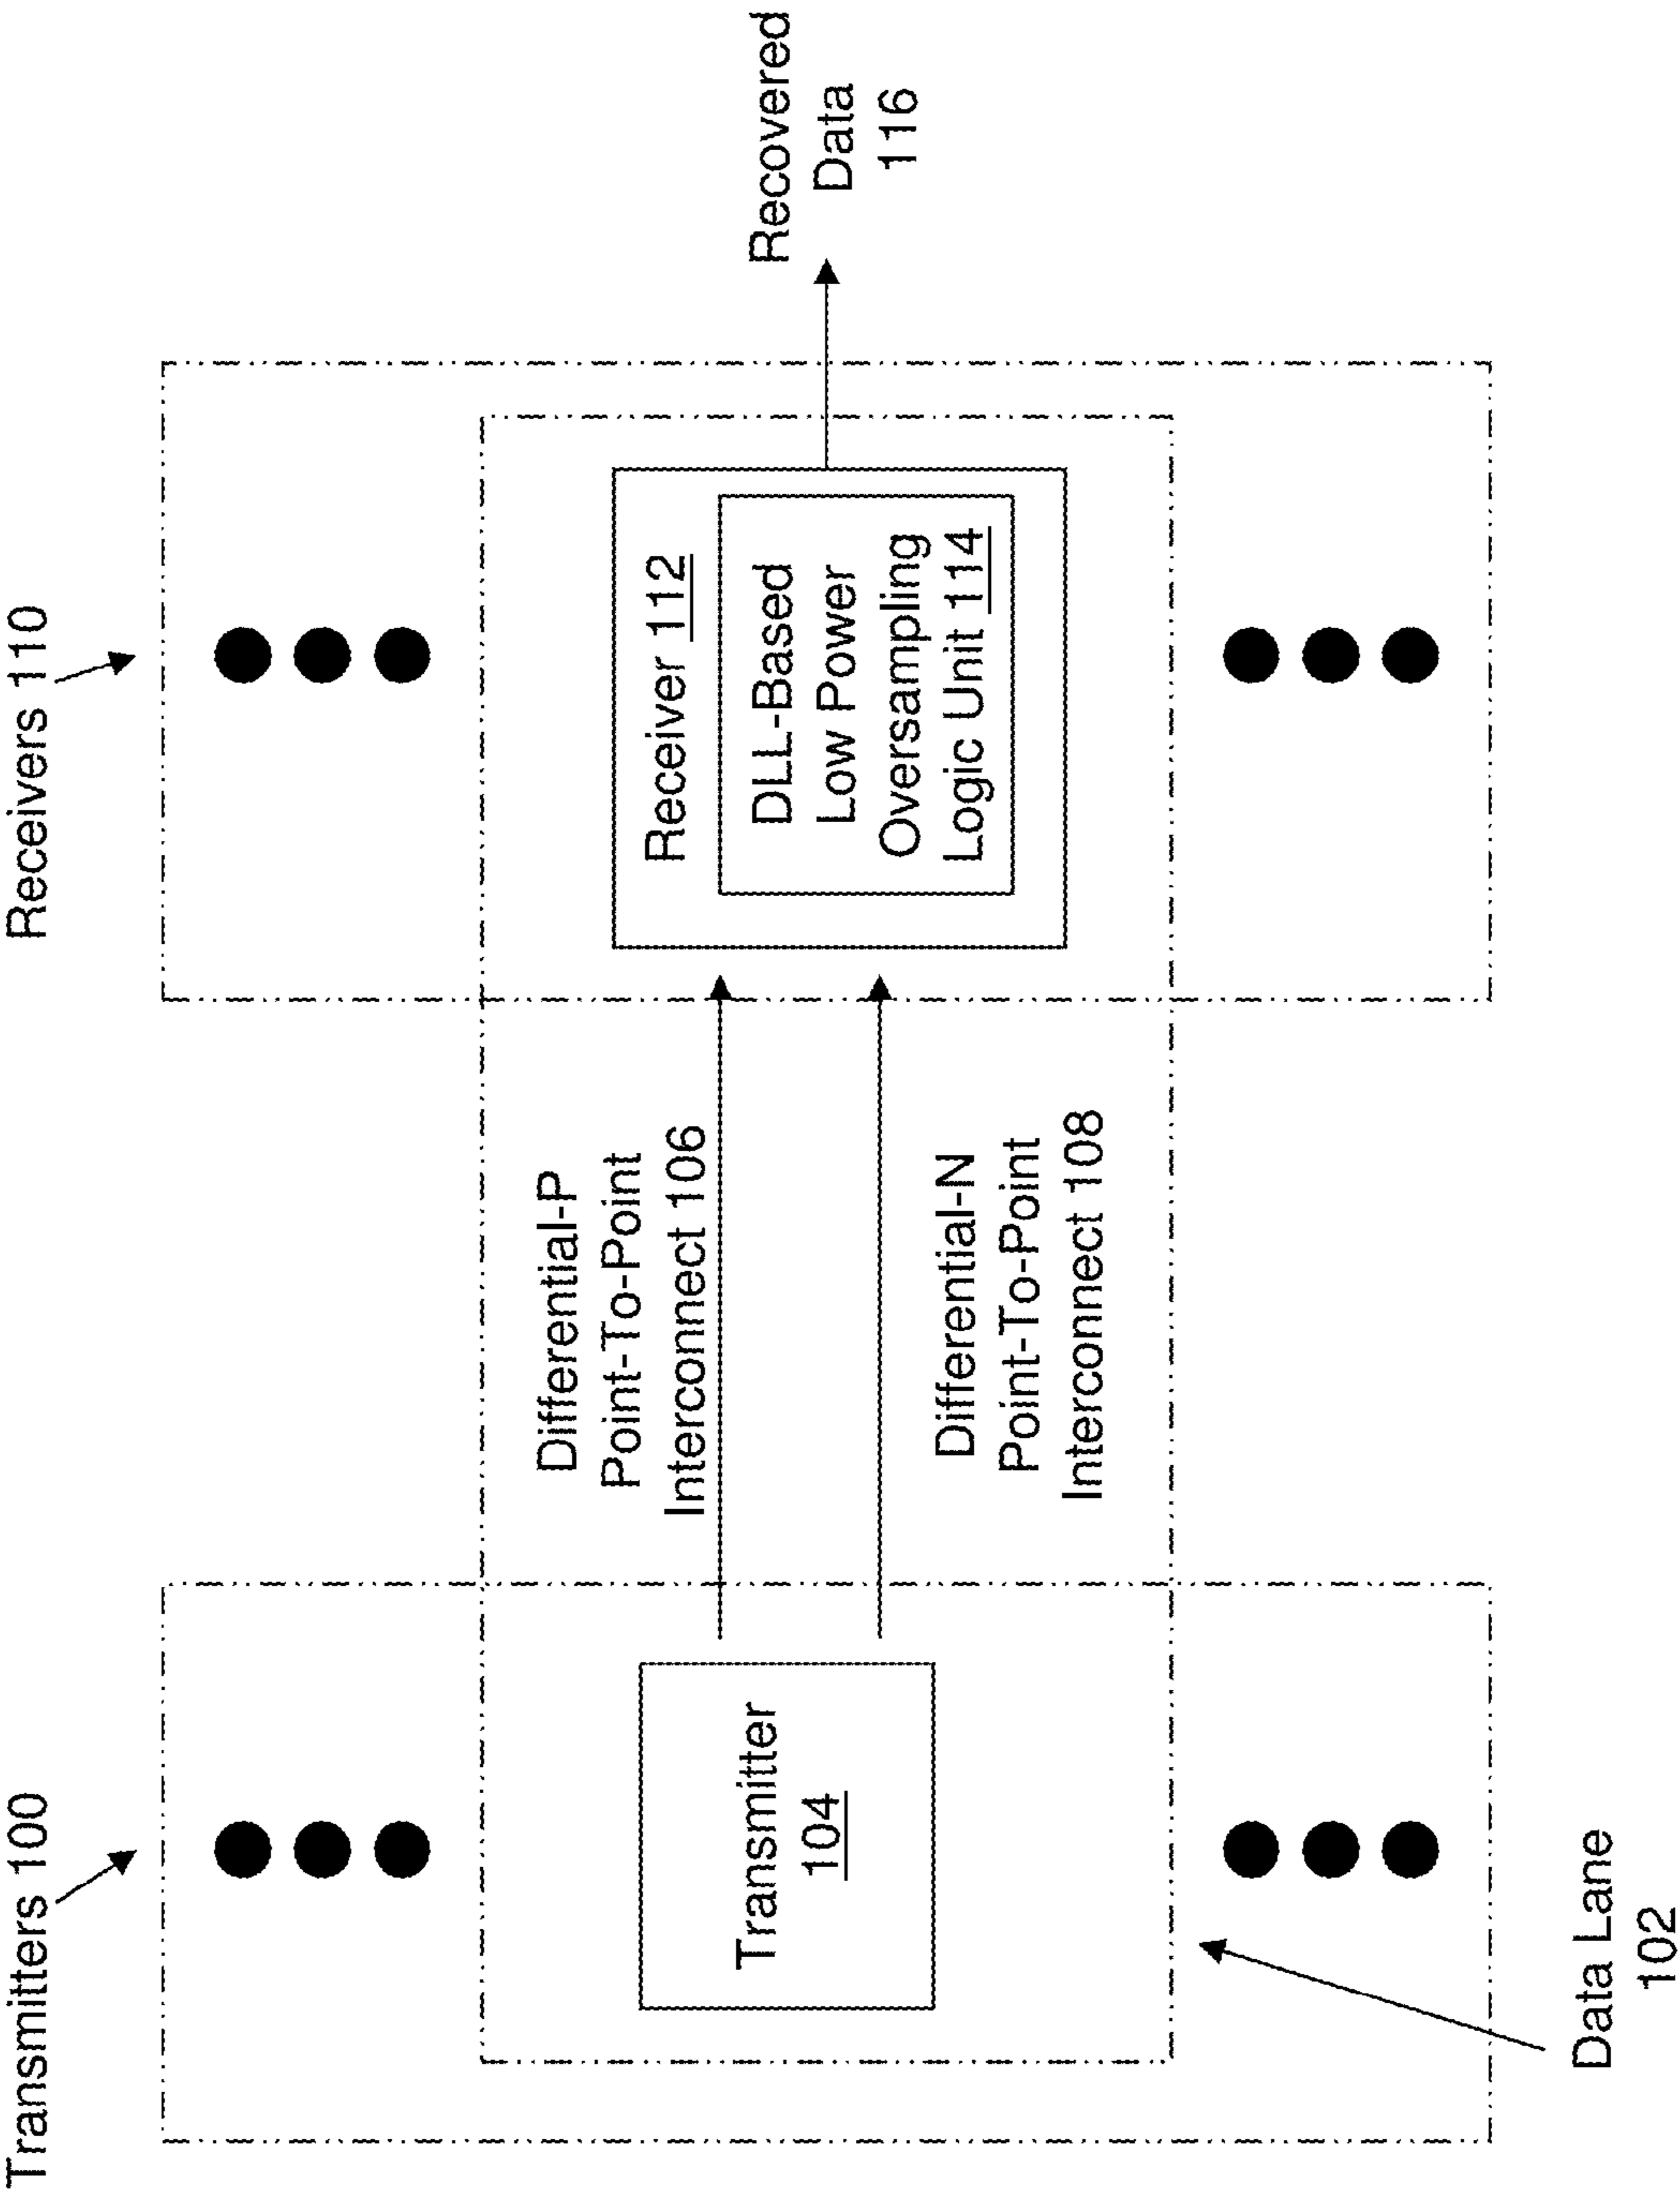 Transmitters 100
Receivers 110
Transmitter
104
Differential-P
Point-To-Point
Interconnect 106
Differential-N
Point-To-Point
Interconnect 108
Receiver 112
DLL-Based
Low Power
Oversampling
Logic Unit 114
Recovered
Data
116
Data Lane
102